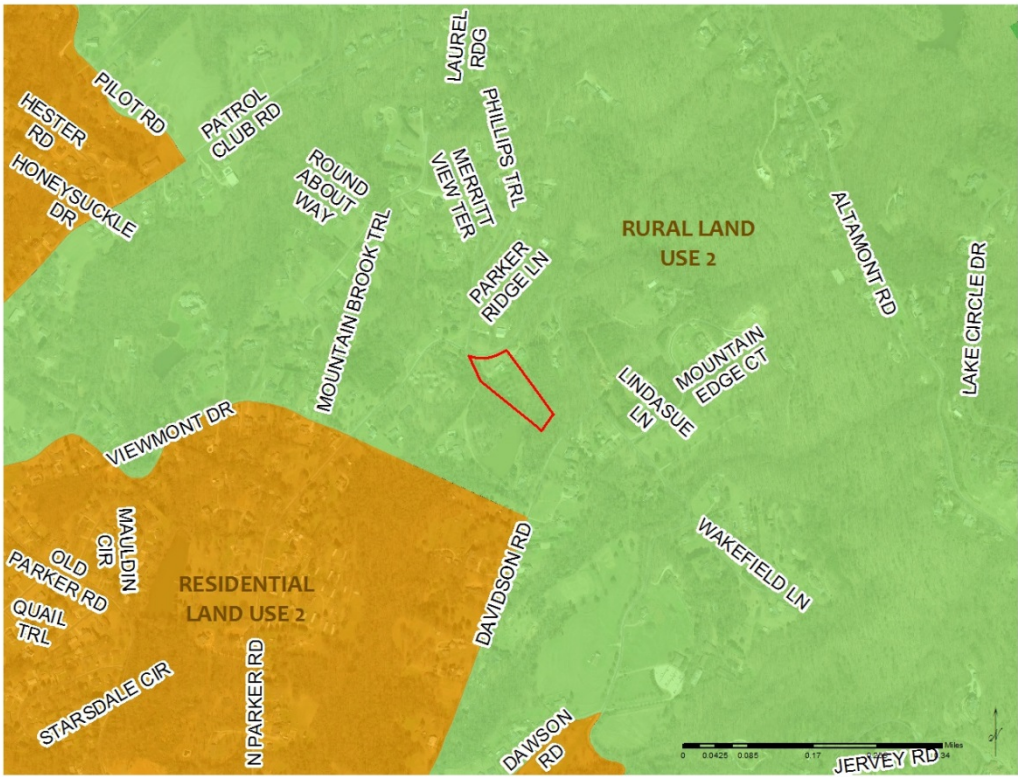 LAUREL
RDG
PILOT RD
HESTER
RD
PATROL
CLUB RD
PHILLIPS TRL
HONEYSUCKLE
DR
ROUND
ABOUT
WAY
MERRITT
VIEW TER
MOUNTAIN BROOK TRL
RURAL LAND
USE 2
ALTAMONT RD
PARKER
RIDGE LN
LAKE CIRCLE DR
MOUNTAIN
EDGE CT
LINDASUE
LN
VIEWMONT DR
MAULDIN
CIR
OLD
PARKER RD
QUAIL
TRL
RESIDENTIAL
LAND USE 2
DAVIDSON RD
WAKEFIELD LN
STARSDALE CIR
N PARKER RD
DAWSON
RD
JERVEY RD
Miles
0 0.0425 0.085 0.17 0.34
N